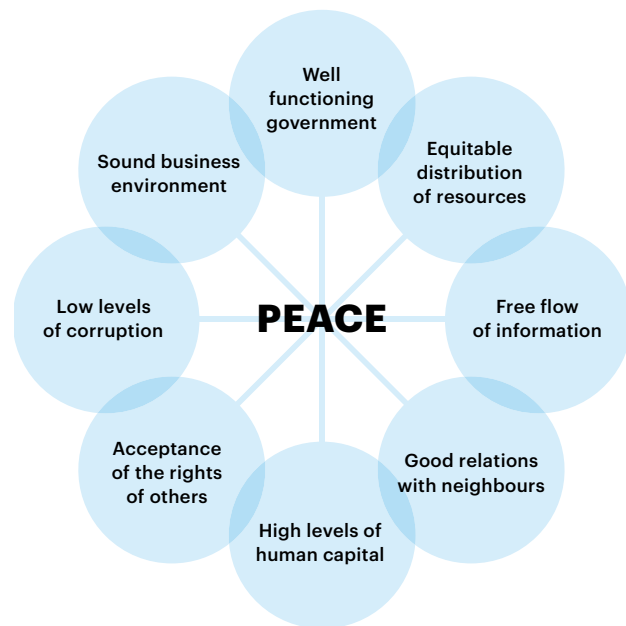 Well
functioning
government
Equitable
distribution
of resources
Free flow
of information
Good relations
with neighbours
High levels of
human capital
Acceptance
of the rights
of others
Low levels
of corruption
Sound business
environment
PEACE